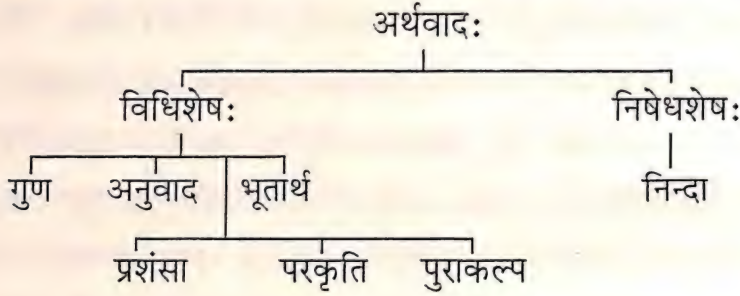 अर्थवादः
विधिशेषः निषेधशेषः
गुण अनुवाद भूतार्थ निन्दा
प्रशंसा परकृति पुराकल्प